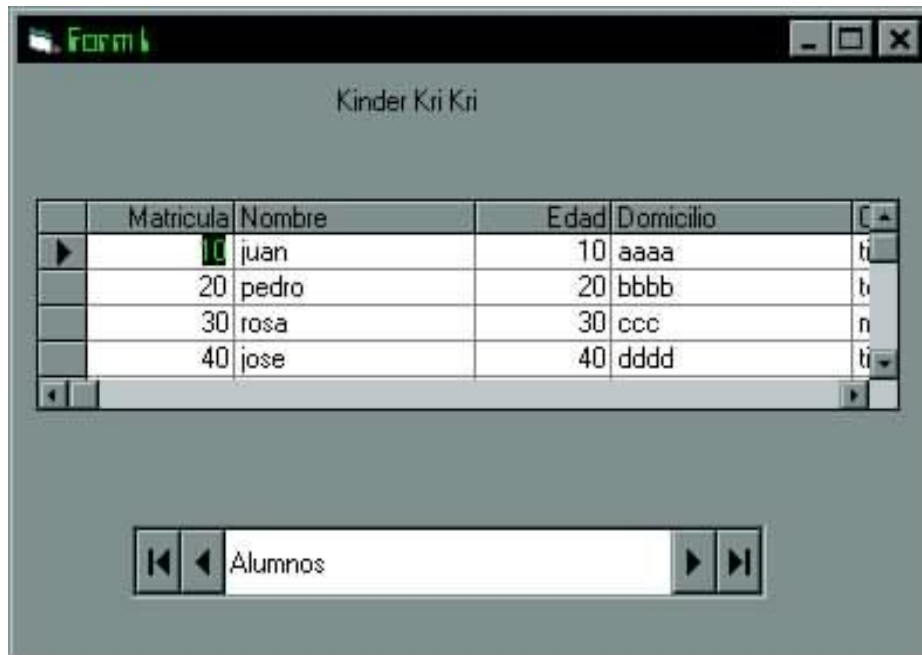 Form1
Kinder Kri Kri
Matricula Nombre Edad Domicilio
10 juan 10 aaaa
20 pedro 20 bbbb
30 rosa 30 ccc
40 jose 40 dddd
Alumnos